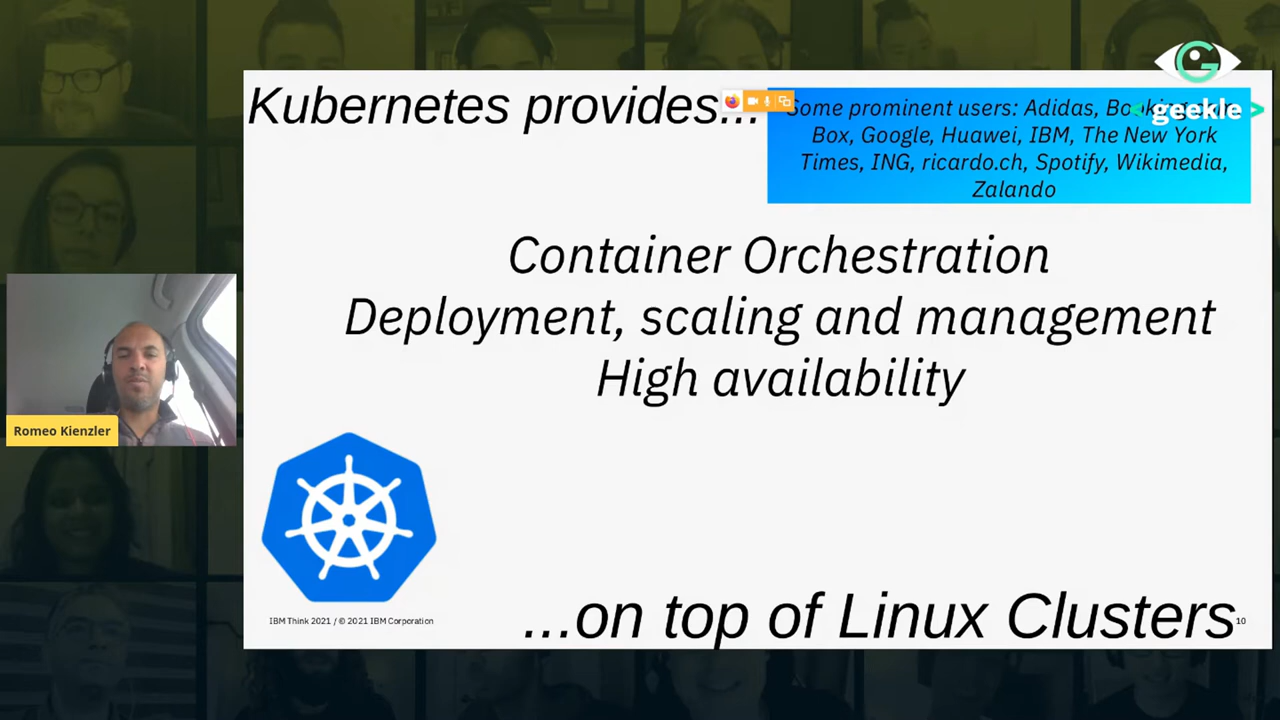 Kubernetes provides...
Some prominent users: Adidas,
Box, Google, Huawei, IBM, The New York
Times, ING, ricardo.ch, Spotify, Wikimedia,
Zalando
<geekle>
Container Orchestration
Deployment, scaling and management
High availability
Romeo Kienzler
IBM Think 2021 / © 2021 IBM Corporation
...on top of Linux Clusters
10